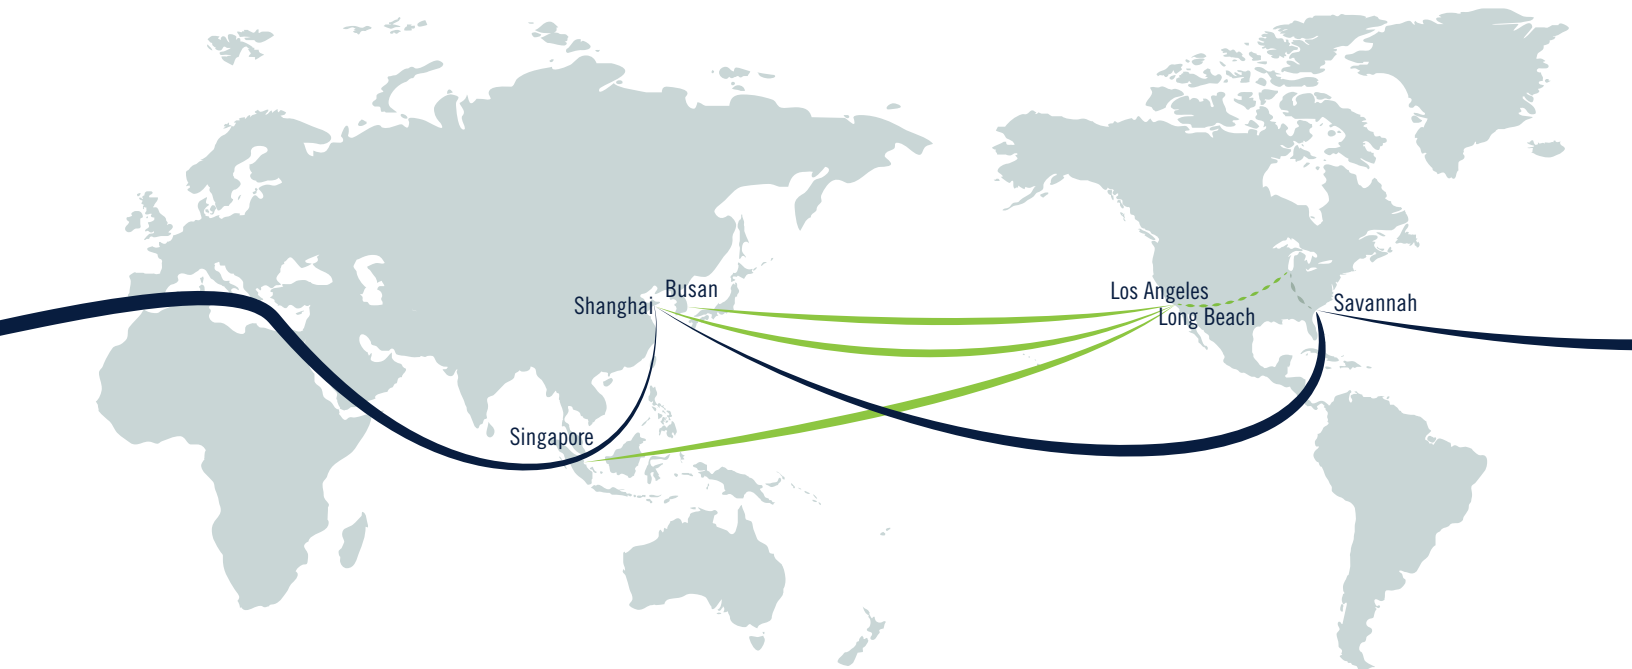 Busan
Shanghai
Los Angeles
Long Beach
Savannah
Singapore